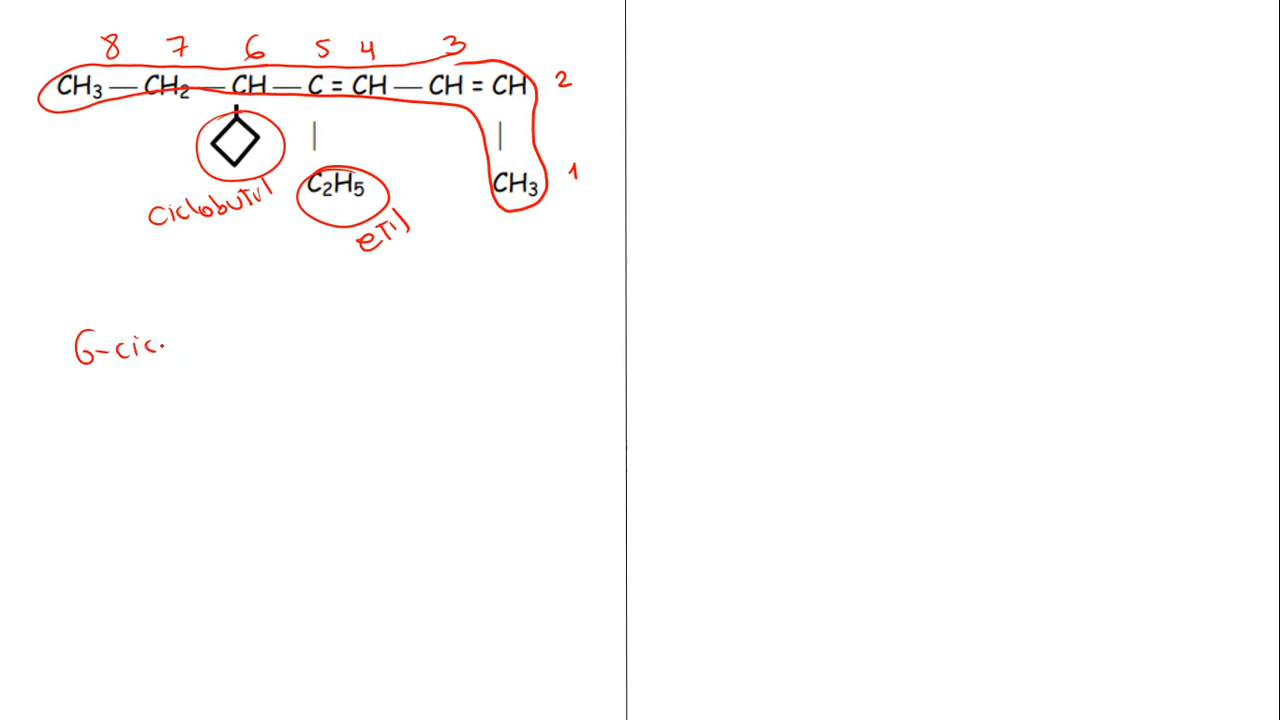 8 7 6 5 4 3
CH₃ — CH₂ — CH — C = CH — CH = CH 2
| |
C₂H₅ CH₃ 1
ciclobutil
etil
6-cic.